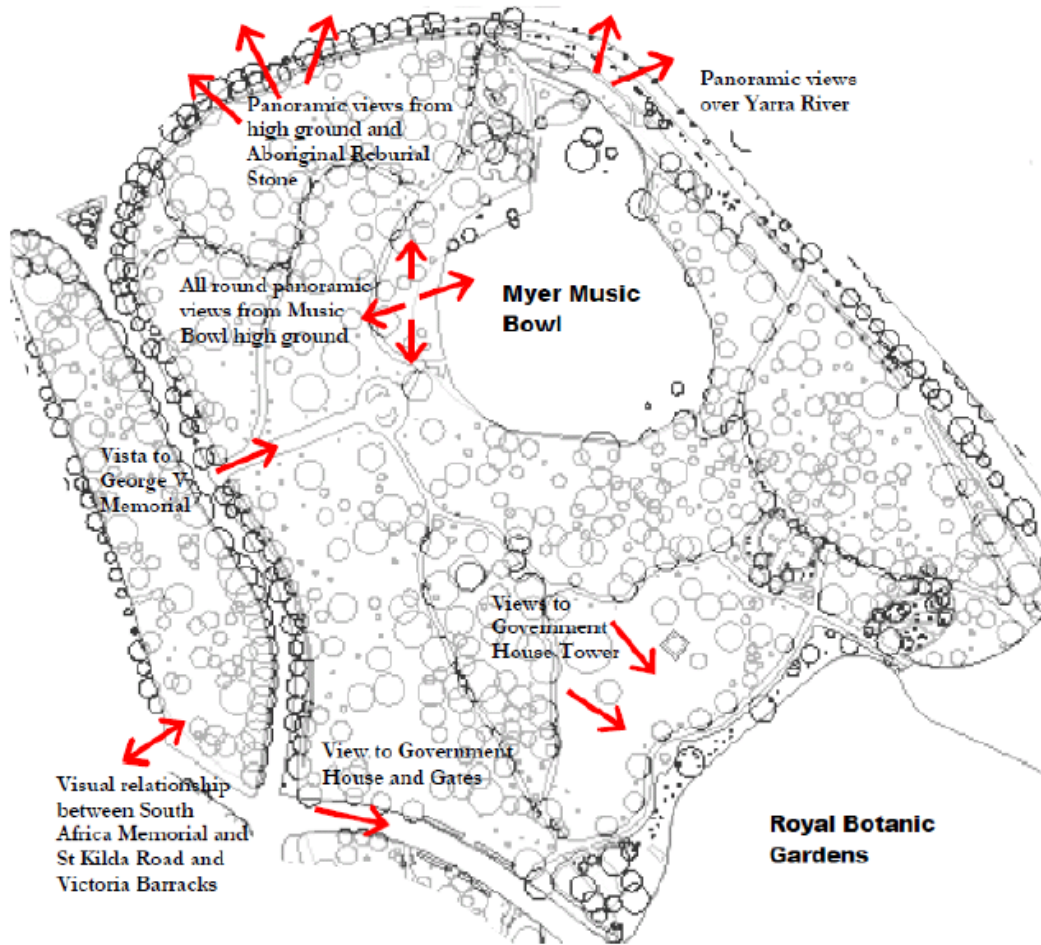 Panoramic views from
high ground and
Aboriginal Reburial
Stone
Panoramic views
over Yarra River
All round panoramic
views from Music
Bowl high ground
Myer Music
Bowl
Vista to
George V
Memorial
Views to
Government
House Tower
View to Government
House and Gates
Visual relationship
between South
Africa Memorial and
St Kilda Road and
Victoria Barracks
Royal Botanic
Gardens